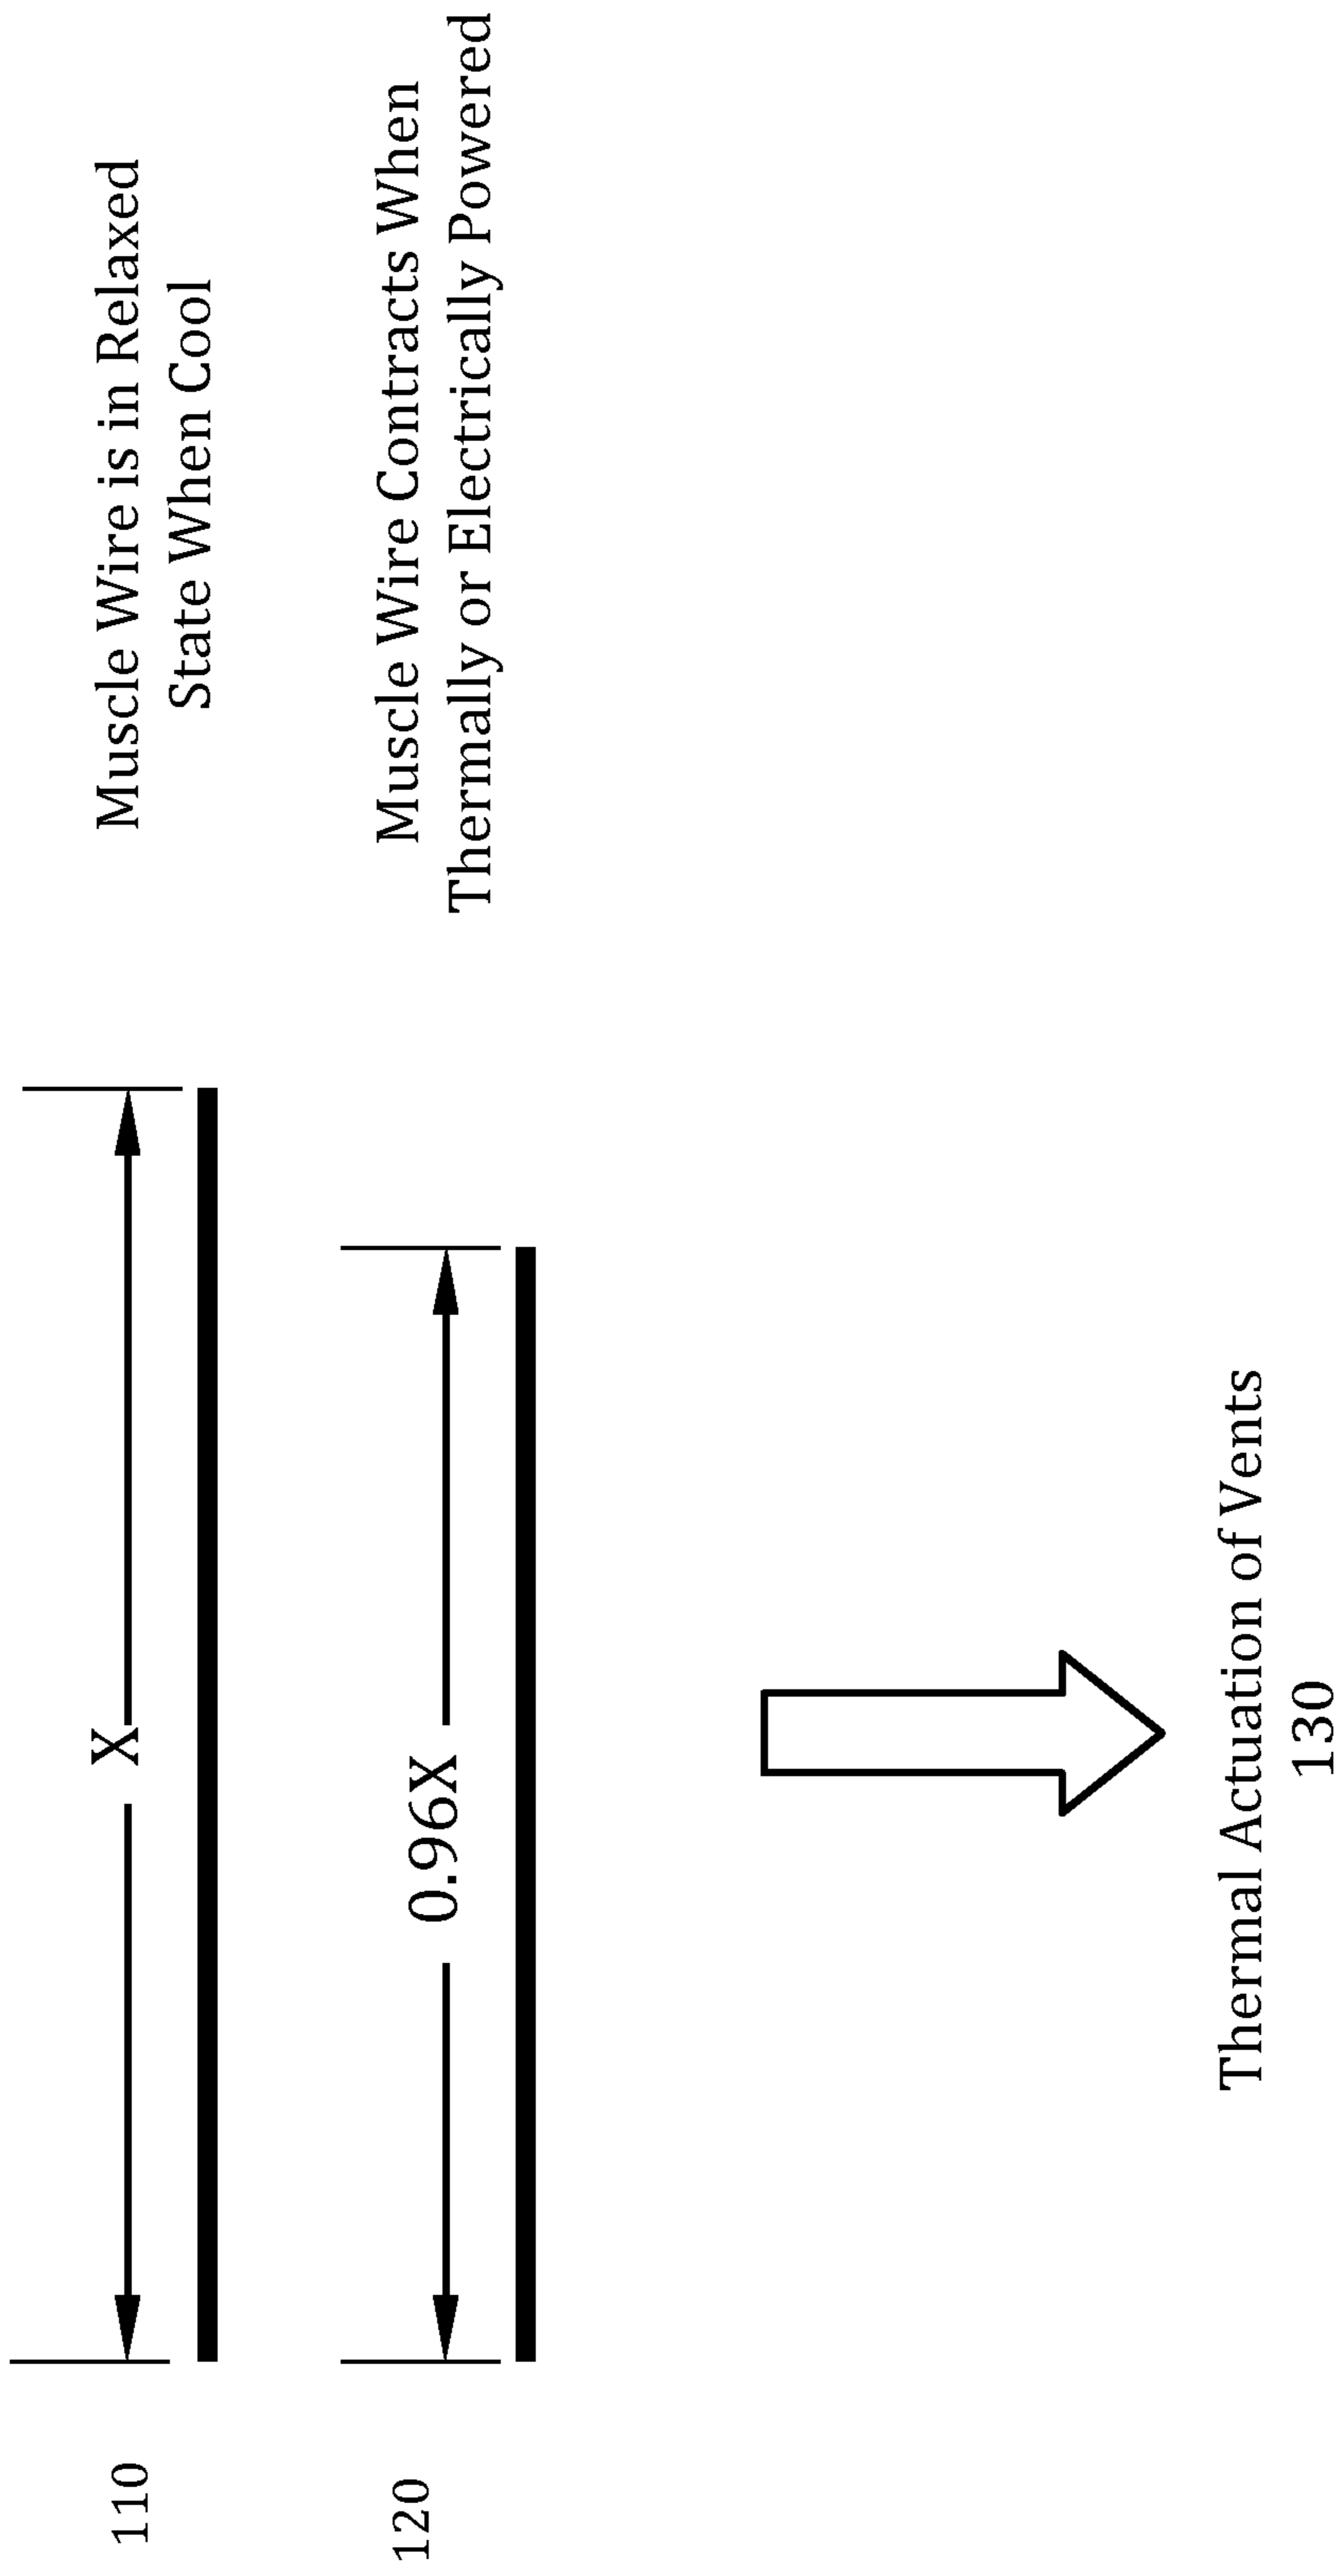 110
X
Muscle Wire is in Relaxed
State When Cool
120
0.96X
Muscle Wire Contracts When
Thermally or Electrically Powered
Thermal Actuation of Vents
130